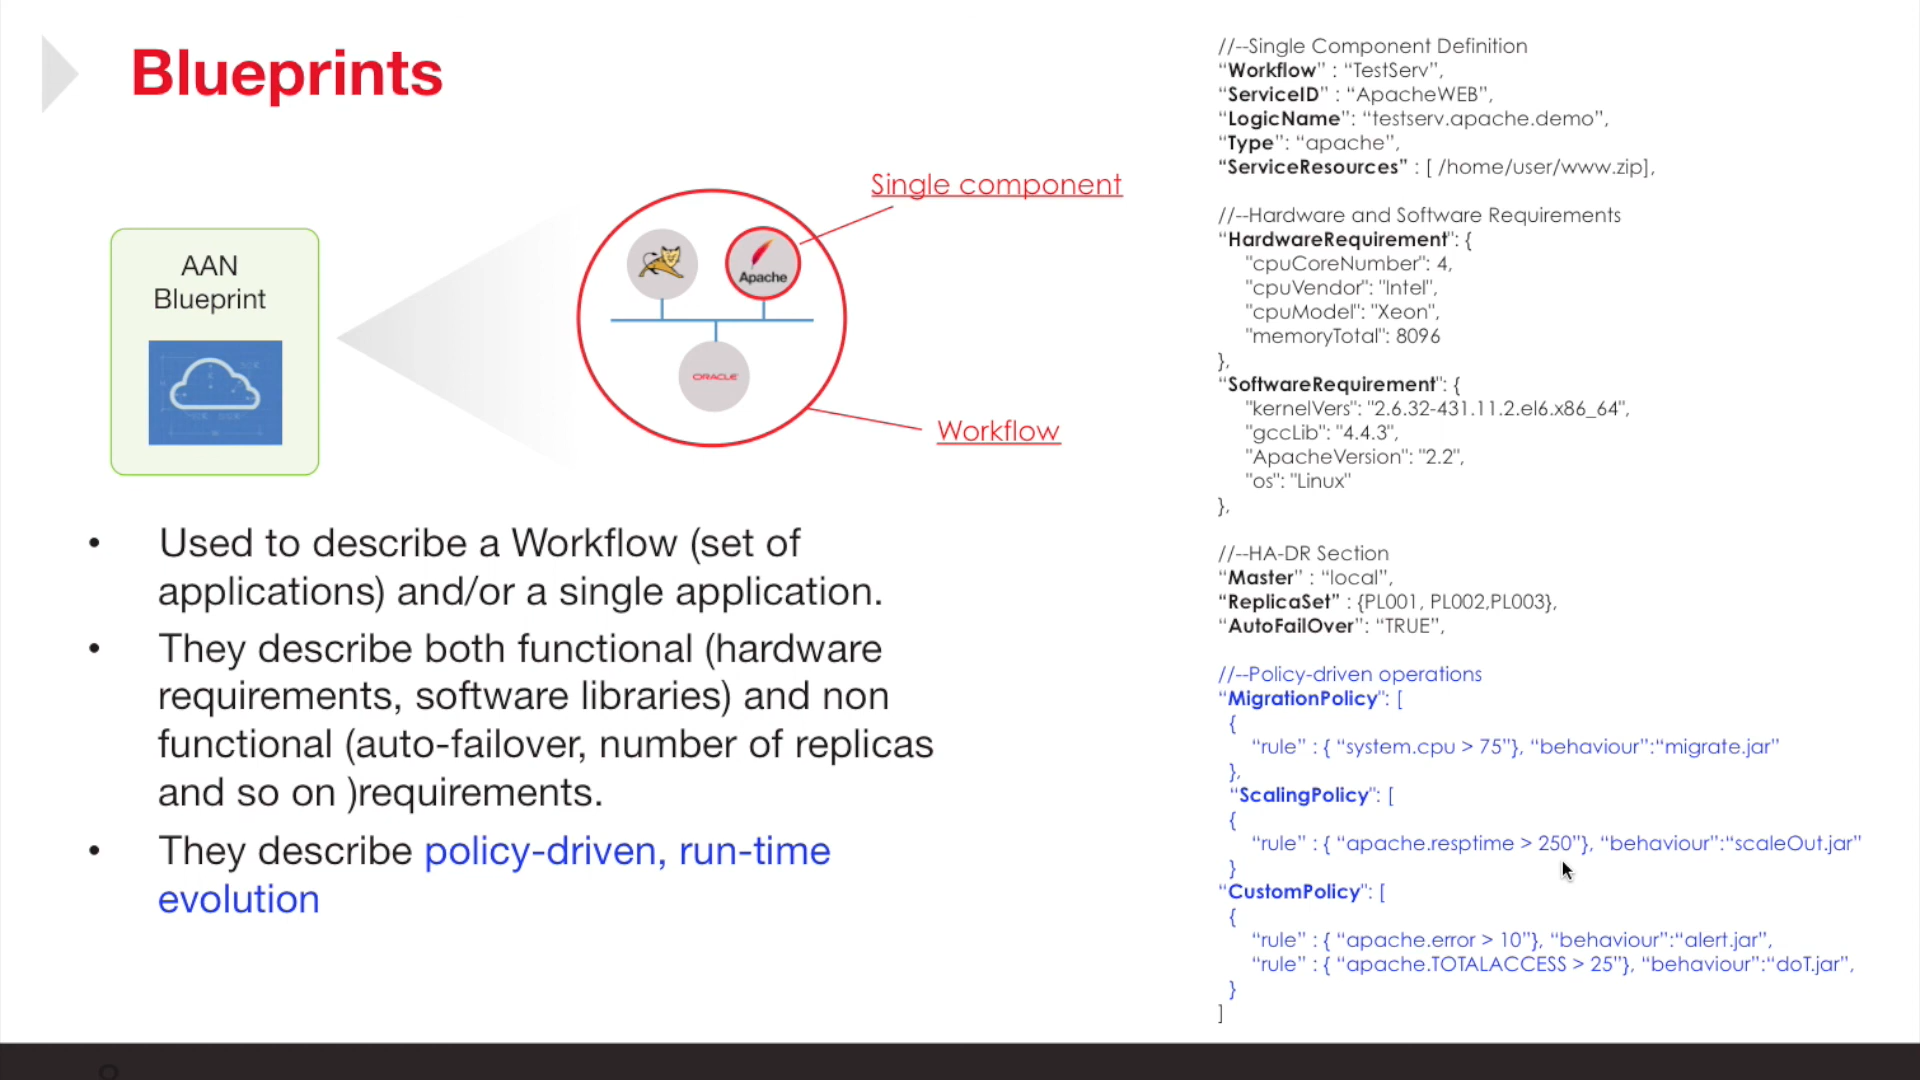 Blueprints
AAN
Blueprint
Apache
ORACLE
Single component
Workflow
• Used to describe a Workflow (set of
applications) and/or a single application.
• They describe both functional (hardware
requirements, software libraries) and non
functional (auto-failover, number of replicas
and so on )requirements.
• They describe policy-driven, run-time
evolution
//--Single Component Definition
“Workflow” : “TestServ”,
“ServiceID” : “ApacheWEB”,
“LogicName”: “testserv.apache.demo”,
“Type”: “apache”,
“ServiceResources” : [ /home/user/www.zip],
//--Hardware and Software Requirements
“HardwareRequirement": {
"cpuCoreNumber": 4,
"cpuVendor": "Intel",
"cpuModel": "Xeon",
"memoryTotal": 8096
},
“SoftwareRequirement": {
"kernelVers": "2.6.32-431.11.2.el6.x86_64",
"gccLib": "4.4.3",
"ApacheVersion": "2.2",
"os": "Linux"
},
//--HA-DR Section
“Master” : “local”,
“ReplicaSet” : {PL001, PL002,PL003},
“AutoFailOver”: “TRUE”,
//--Policy-driven operations
“MigrationPolicy": [
{
“rule” : { “system.cpu > 75”}, “behaviour”:“migrate.jar”
},
“ScalingPolicy": [
{
“rule” : { “apache.resptime > 250”}, “behaviour”:“scaleOut.jar”
}
“CustomPolicy": [
{
“rule” : { “apache.error > 10”}, “behaviour”:“alert.jar”,
“rule” : { “apache.TOTALACCESS > 25”}, “behaviour”:“doT.jar”,
}
]